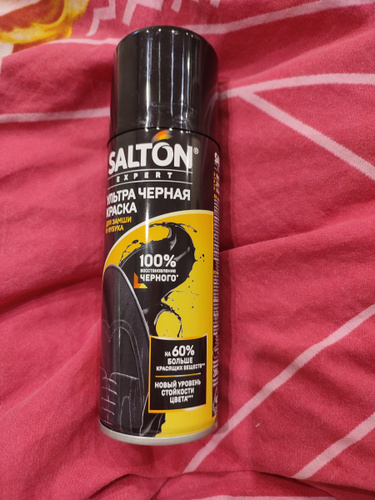 SALTON®
EXPERT
УЛЬТРА ЧЕРНАЯ
КРАСКА
ДЛЯ ЗАМШИ
И НУБУКА
100%
ВОССТАНОВЛЕНИЕ
ЧЕРНОГО*
НА 60%
БОЛЬШЕ
КРАСЯЩИХ ВЕЩЕСТВ**
НОВЫЙ УРОВЕНЬ
СТОЙКОСТИ
ЦВЕТА***